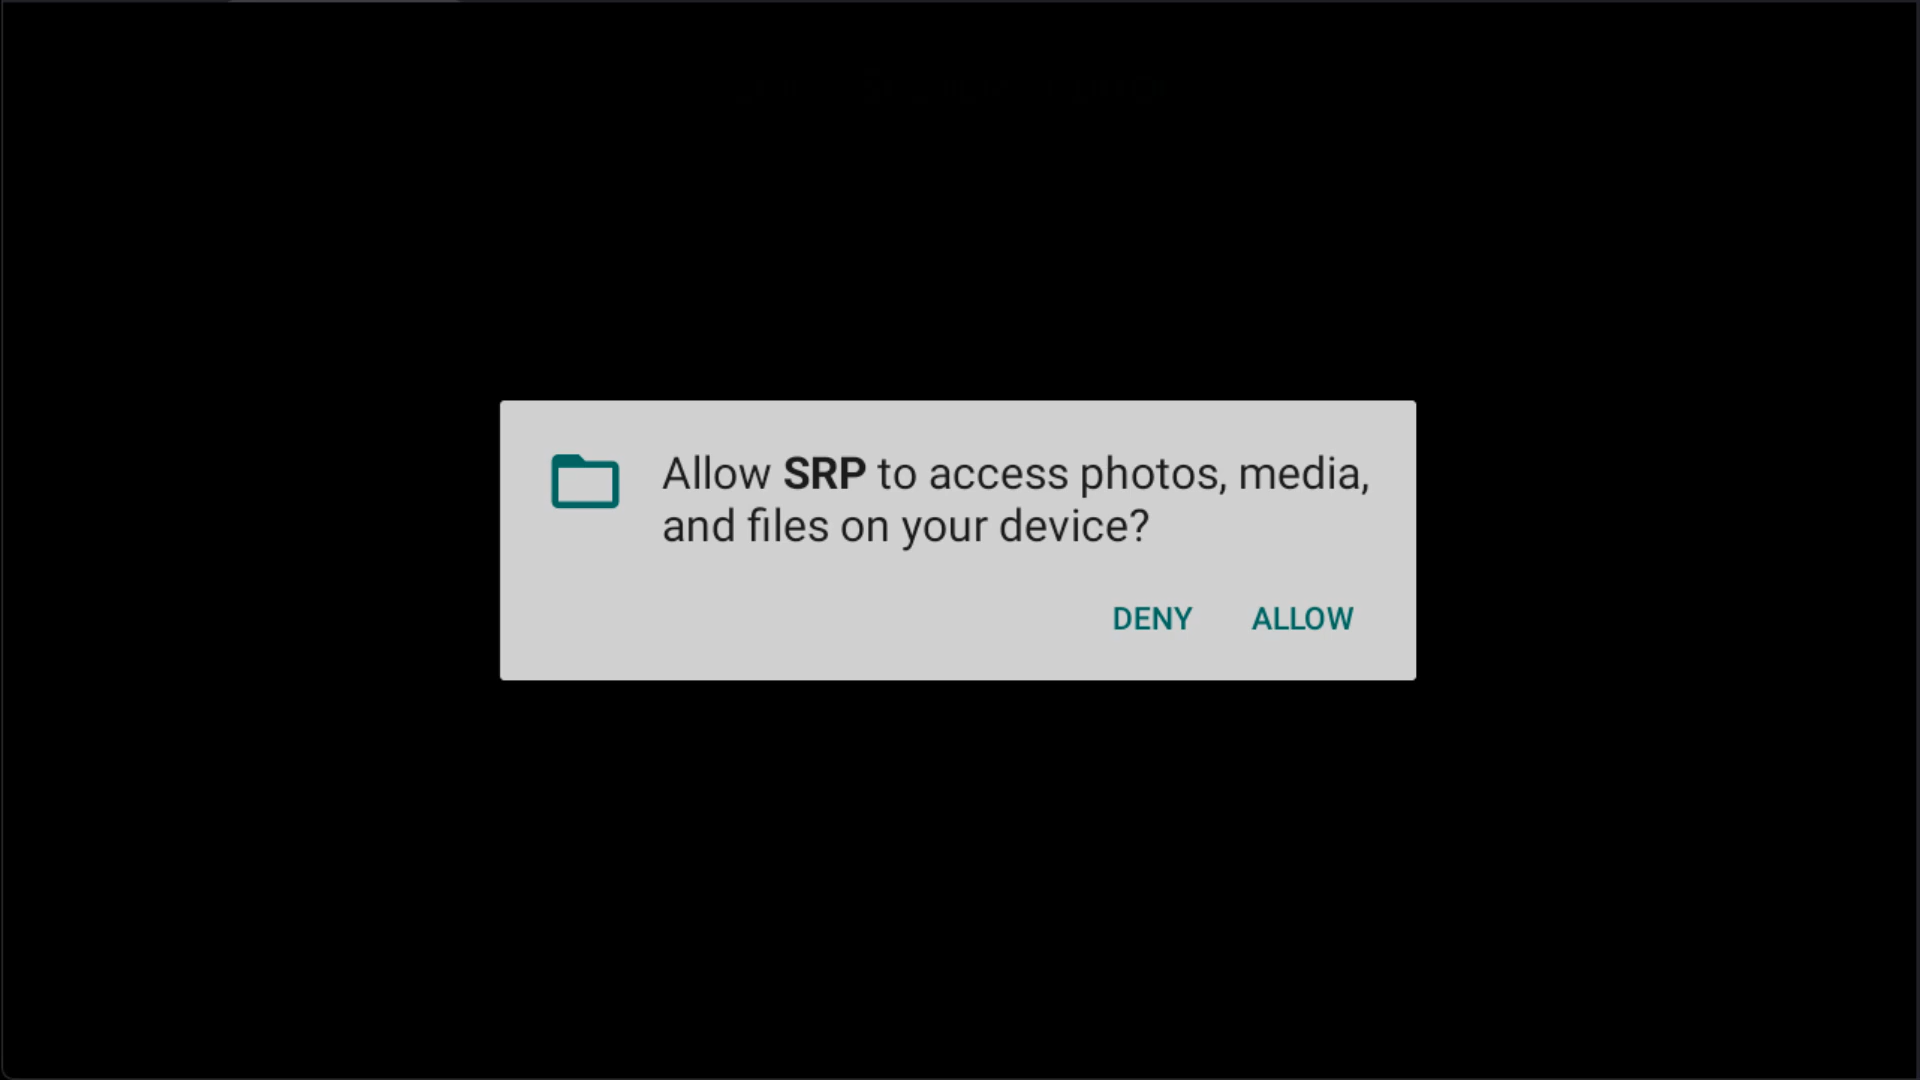 Allow SRP to access photos, media,
and files on your device?
DENY ALLOW